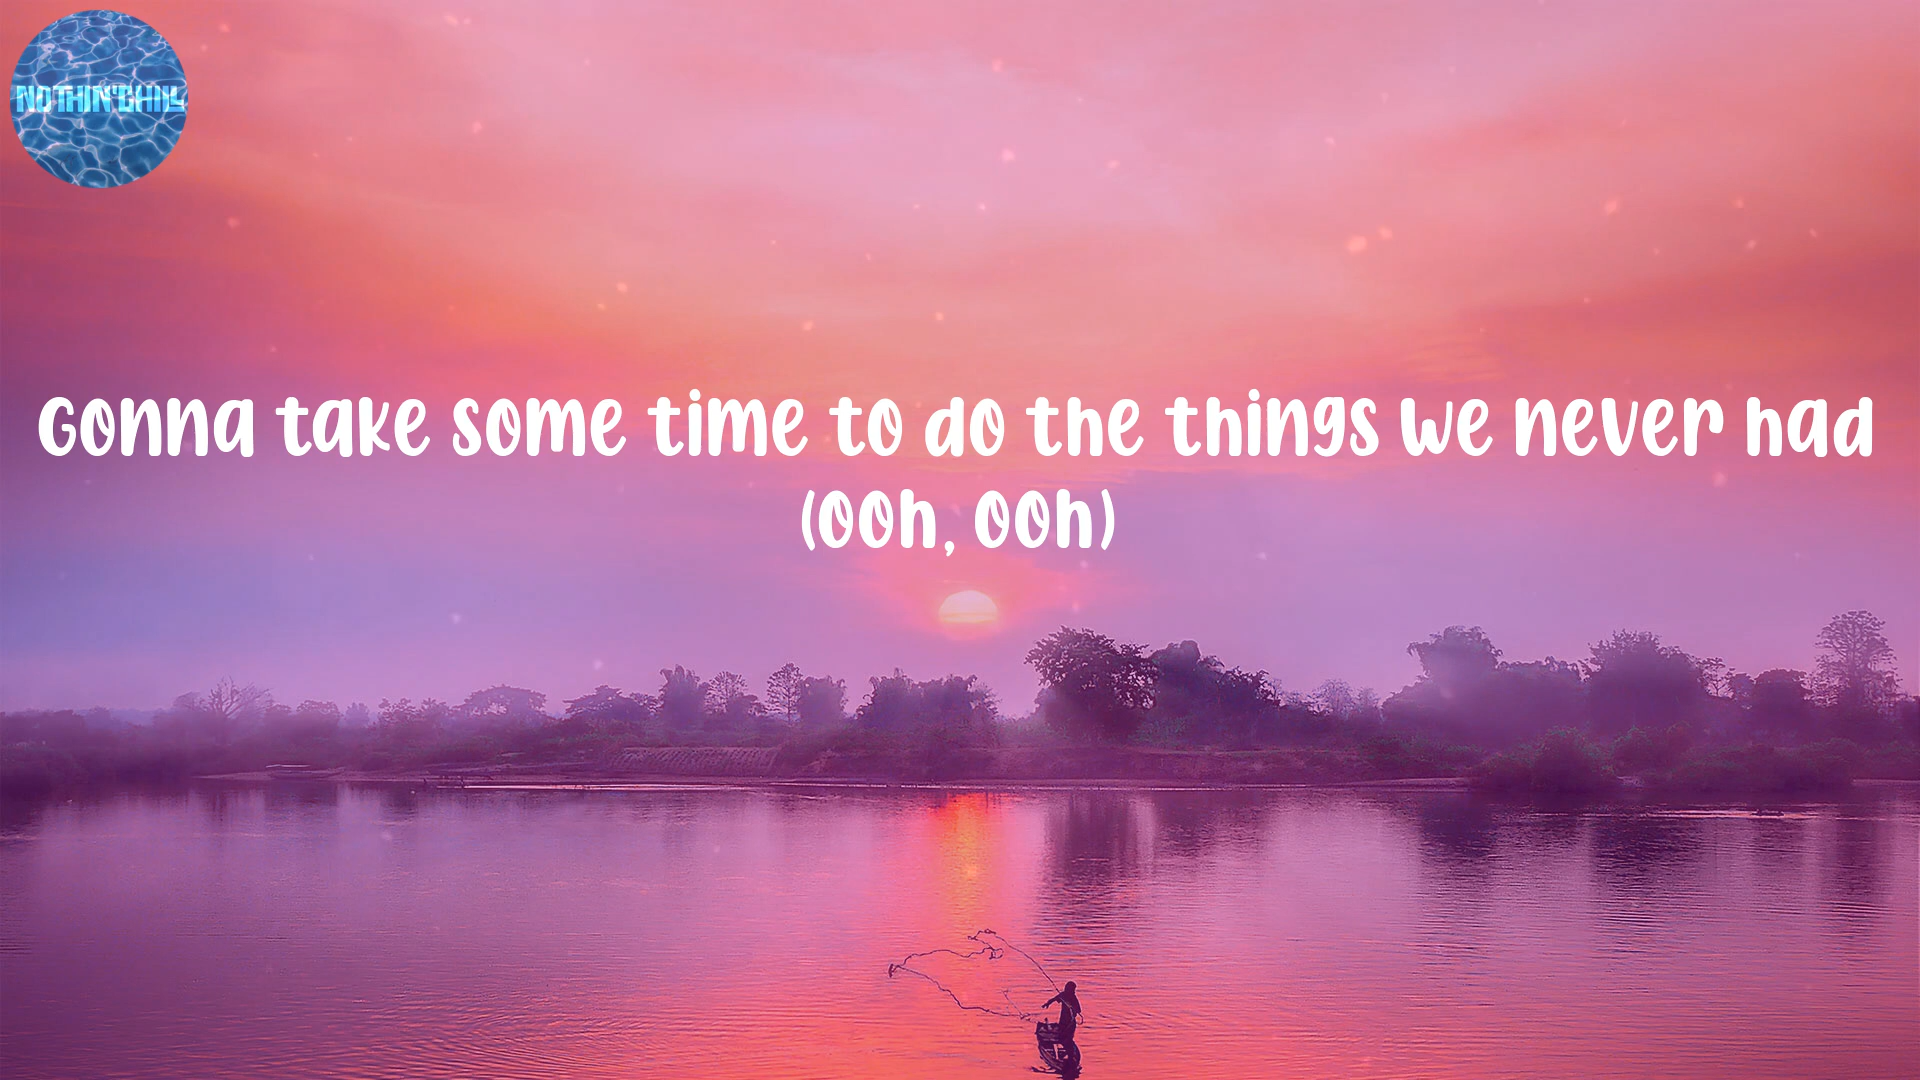 NOTHIN'CHILL
Gonna take some time to do the things we never had
(Ooh, ooh)